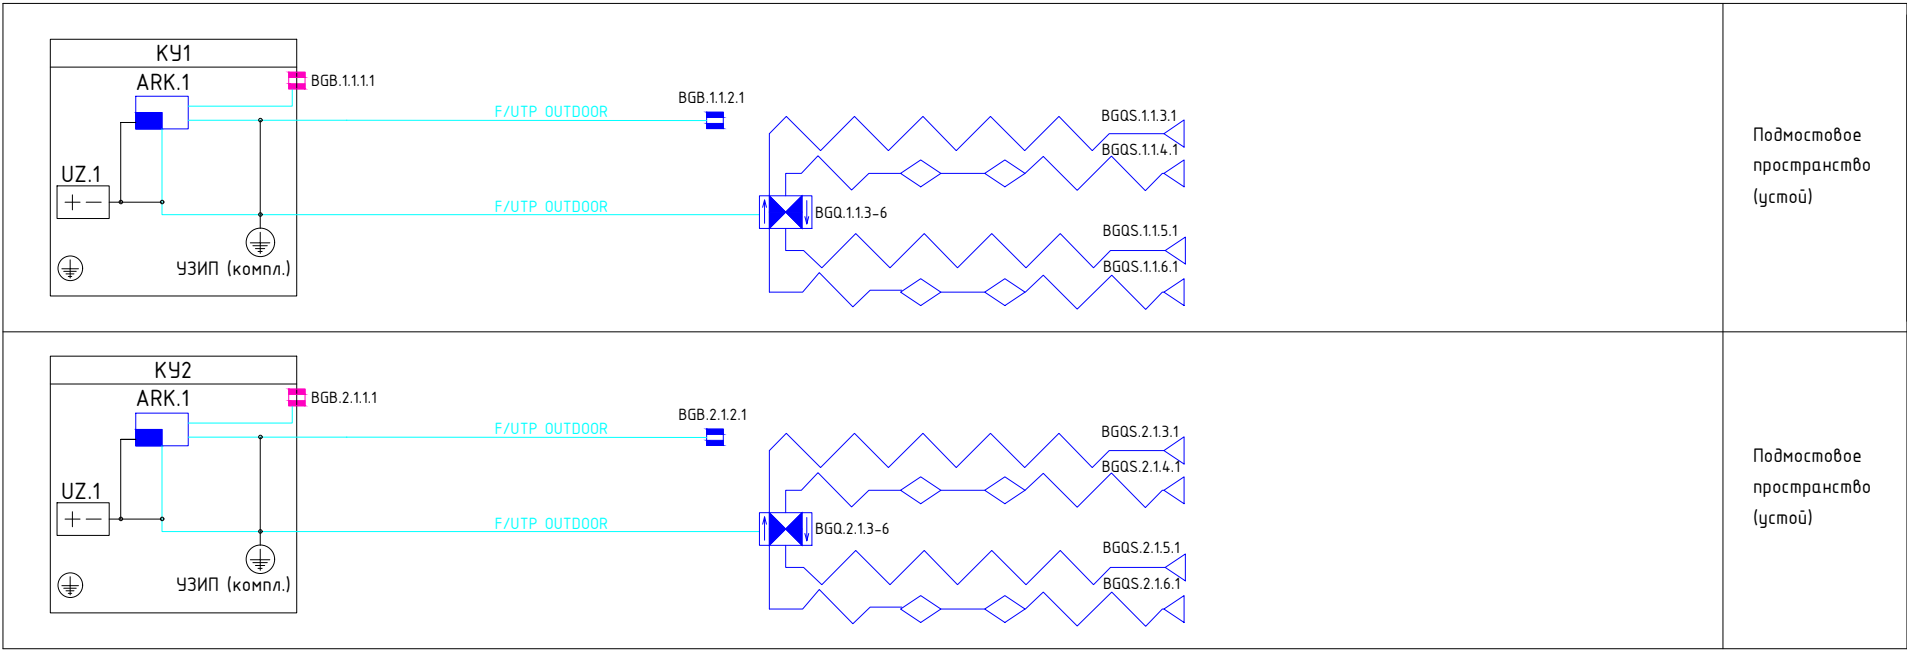 КУ1
ARK.1
BGB.1.1.1.1
F/UTP OUTDOOR
BGB.1.1.2.1
BGQS.1.1.3.1
BGQS.1.1.4.1
UZ.1
+ -
F/UTP OUTDOOR
BGQ.1.1.3-6
BGQS.1.1.5.1
BGQS.1.1.6.1
УЗИП (компл.)
Подмостовое
пространство
(устой)
КУ2
ARK.1
BGB.2.1.1.1
F/UTP OUTDOOR
BGB.2.1.2.1
BGQS.2.1.3.1
BGQS.2.1.4.1
UZ.1
+ -
F/UTP OUTDOOR
BGQ.2.1.3-6
BGQS.2.1.5.1
BGQS.2.1.6.1
УЗИП (компл.)
Подмостовое
пространство
(устой)